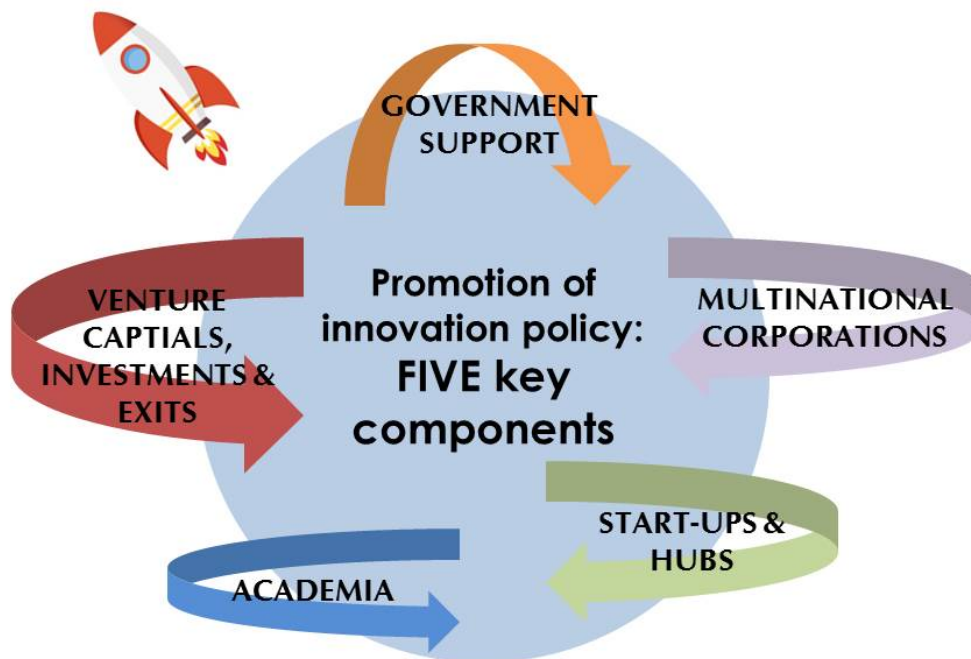 GOVERNMENT
SUPPORT
Promotion of
innovation policy:
FIVE key
components
VENTURE
CAPTIALS,
INVESTMENTS &
EXITS
MULTINATIONAL
CORPORATIONS
START-UPS &
HUBS
ACADEMIA